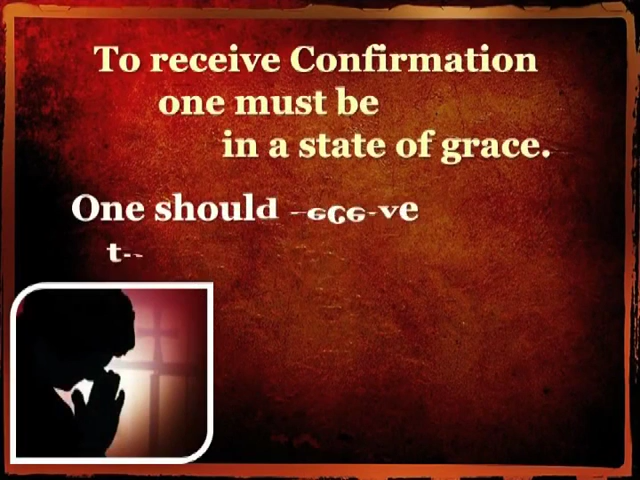 To receive Confirmation
one must be
in a state of grace.
One should